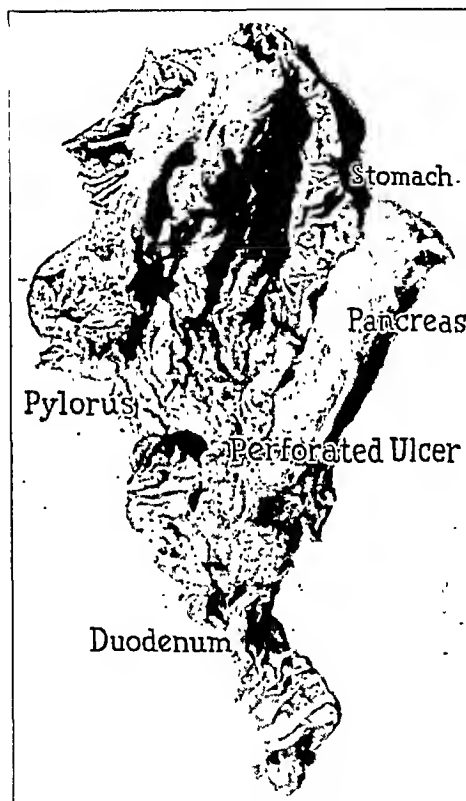 Stomach
Pancreas
Pylorus
Perforated Ulcer
Duodenum